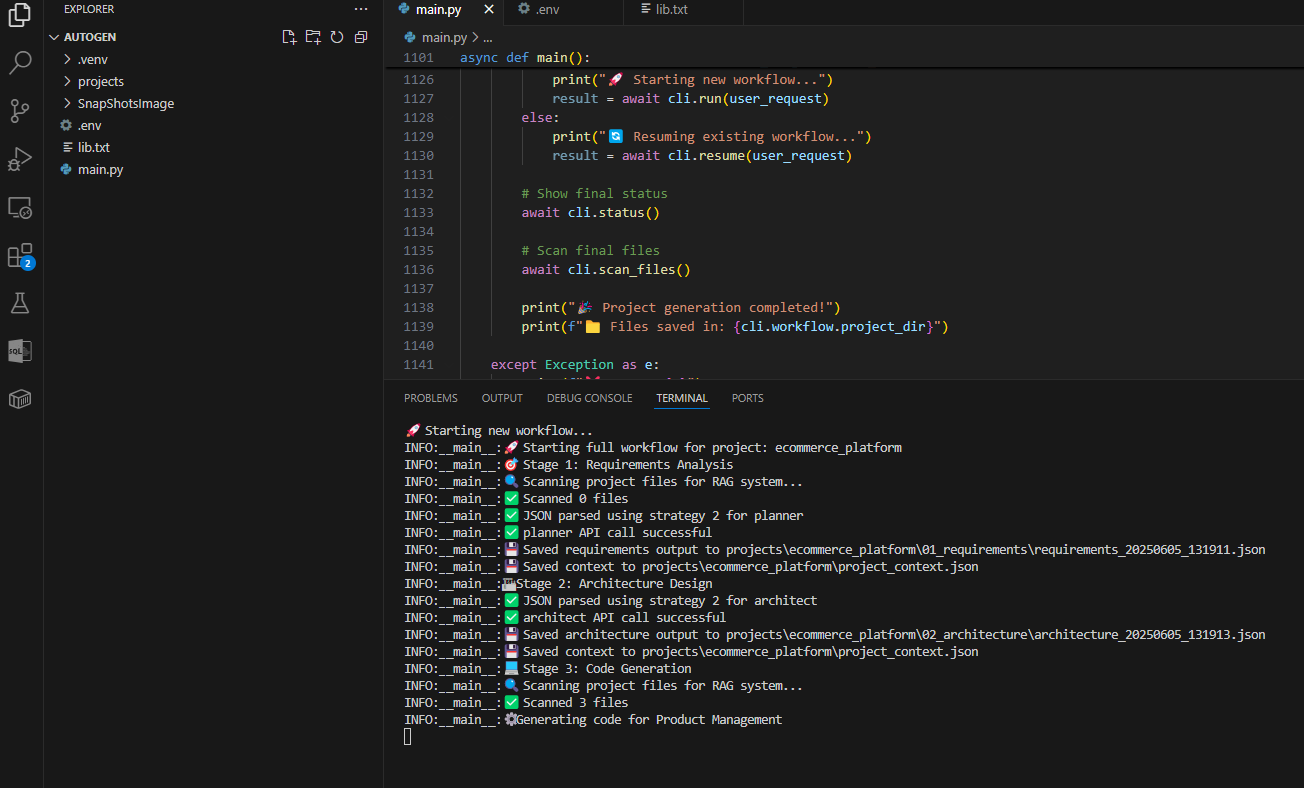 EXPLORER
AUTOGEN
.venv
projects
SnapShotsImage
.env
lib.txt
main.py
2
SQL
main.py
.env
lib.txt
main.py > ...
1101 async def main():
1126 print("🚀 Starting new workflow...")
1127 result = await cli.run(user_request)
1128 else:
1129 print("🔄 Resuming existing workflow...")
1130 result = await cli.resume(user_request)
1131
1132 # Show final status
1133 await cli.status()
1134
1135 # Scan final files
1136 await cli.scan_files()
1137
1138 print("🎉 Project generation completed!")
1139 print(f"📁 Files saved in: {cli.workflow.project_dir}")
1140
1141 except Exception as e:
PROBLEMS OUTPUT DEBUG CONSOLE TERMINAL PORTS
🚀 Starting new workflow...
INFO:__main__:🚀 Starting full workflow for project: ecommerce_platform
INFO:__main__:🎯 Stage 1: Requirements Analysis
INFO:__main__:🔍 Scanning project files for RAG system...
INFO:__main__:✅ Scanned 0 files
INFO:__main__:✅ JSON parsed using strategy 2 for planner
INFO:__main__:✅ planner API call successful
INFO:__main__:💾 Saved requirements output to projects\ecommerce_platform\01_requirements\requirements_20250605_131911.json
INFO:__main__:💾 Saved context to projects\ecommerce_platform\project_context.json
INFO:__main__:🏗️Stage 2: Architecture Design
INFO:__main__:✅ JSON parsed using strategy 2 for architect
INFO:__main__:✅ architect API call successful
INFO:__main__:💾 Saved architecture output to projects\ecommerce_platform\02_architecture\architecture_20250605_131913.json
INFO:__main__:💾 Saved context to projects\ecommerce_platform\project_context.json
INFO:__main__:💻 Stage 3: Code Generation
INFO:__main__:🔍 Scanning project files for RAG system...
INFO:__main__:✅ Scanned 3 files
INFO:__main__:⚙️Generating code for Product Management